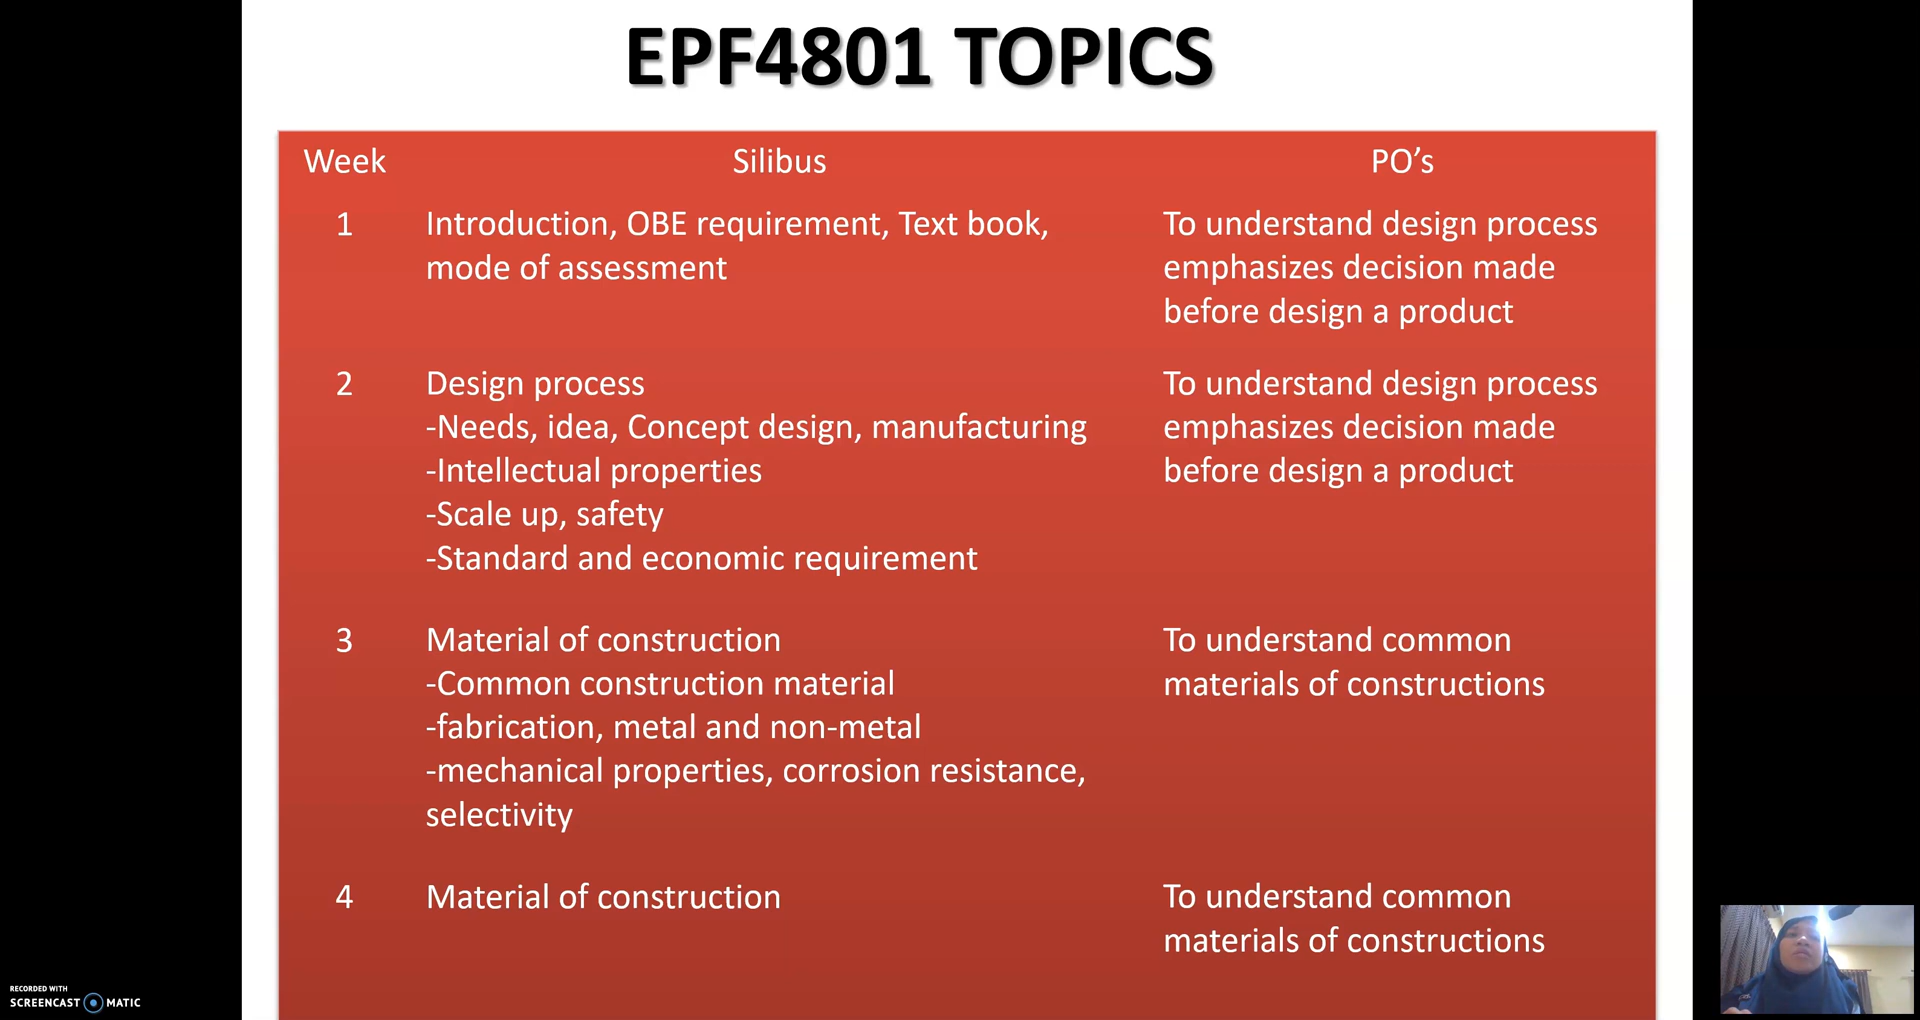 EPF4801 TOPICS
Week Silibus PO's
1 Introduction, OBE requirement, Text book, To understand design process
mode of assessment emphasizes decision made
before design a product
2 Design process To understand design process
-Needs, idea, Concept design, manufacturing emphasizes decision made
-Intellectual properties before design a product
-Scale up, safety
-Standard and economic requirement
3 Material of construction To understand common
-Common construction material materials of constructions
-fabrication, metal and non-metal
-mechanical properties, corrosion resistance,
selectivity
4 Material of construction To understand common
materials of constructions
RECORDED WITH
SCREENCAST MATIC